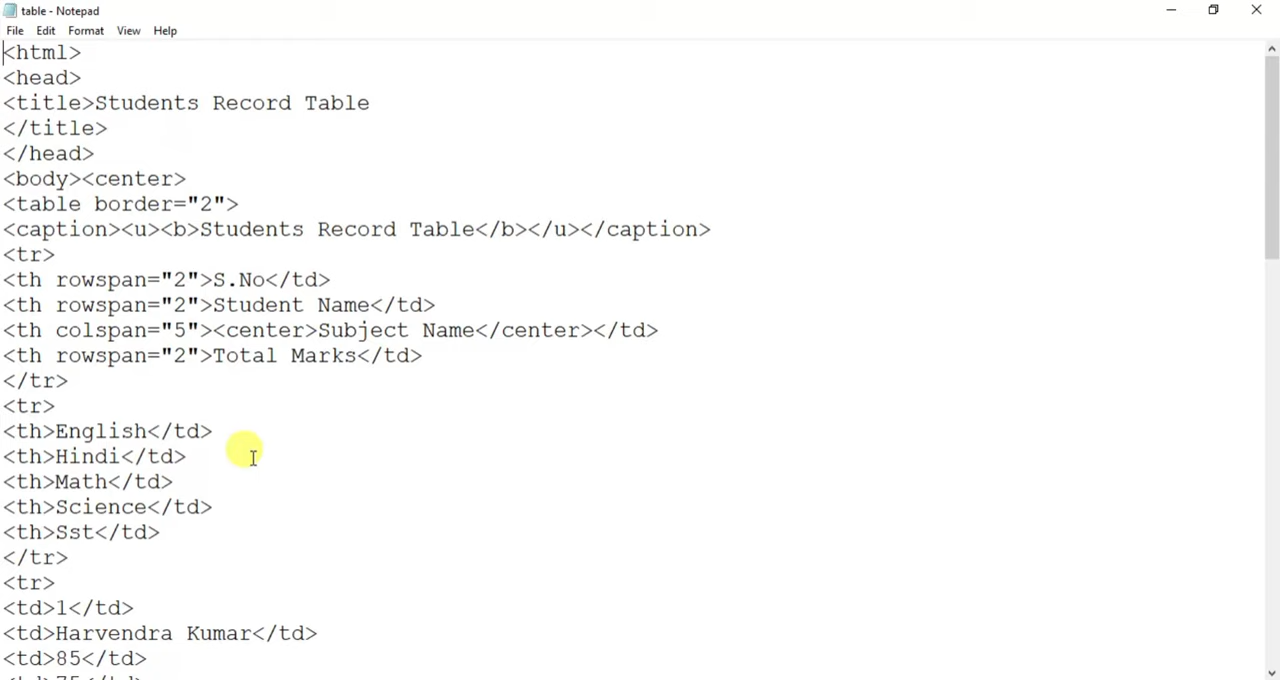 table - Notepad
File Edit Format View Help
<html>
<head>
<title>Students Record Table
</title>
</head>
<body><center>
<table border="2">
<caption><u><b>Students Record Table</b></u></caption>
<tr>
<th rowspan="2">S.No</td>
<th rowspan="2">Student Name</td>
<th colspan="5"><center>Subject Name</center></td>
<th rowspan="2">Total Marks</td>
</tr>
<tr>
<th>English</td>
<th>Hindi</td>
<th>Math</td>
<th>Science</td>
<th>Sst</td>
</tr>
<tr>
<td>1</td>
<td>Harvendra Kumar</td>
<td>85</td>
<td>75</td>